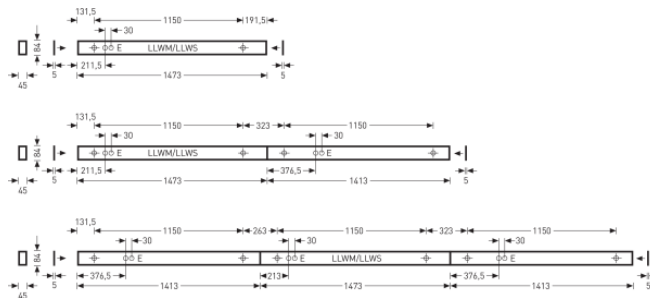 131,5 1150 191,5
30
84 E LLWM/LLWS
211,5
45 5 1473 5
131,5 1150 323 1150
30 30
84 E LLWM/LLWS E
211,5 376,5
45 5 1473 1413 5
131,5 1150 263 1150 323 1150
30 30 30
84 E E LLWM/LLWS E
376,5 213 376,5
45 5 1413 1473 1413 5